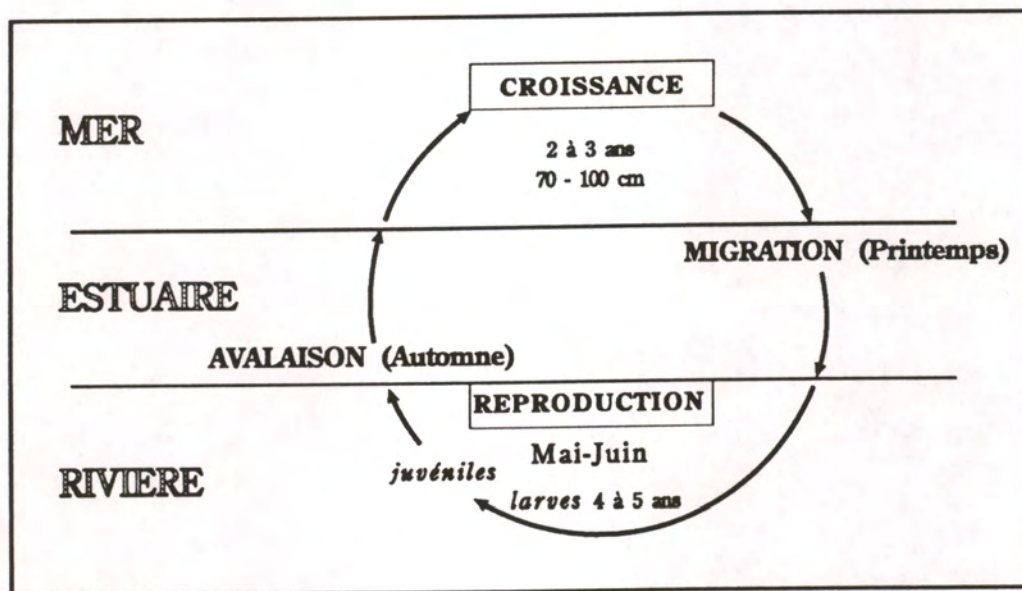 CROISSANCE
MER
2 à 3 ans
70 - 100 cm
MIGRATION (Printemps)
ESTUAIRE
AVALAISON (Automne)
REPRODUCTION
Mai-Juin
juvéniles
RIVIERE
larves 4 à 5 ans